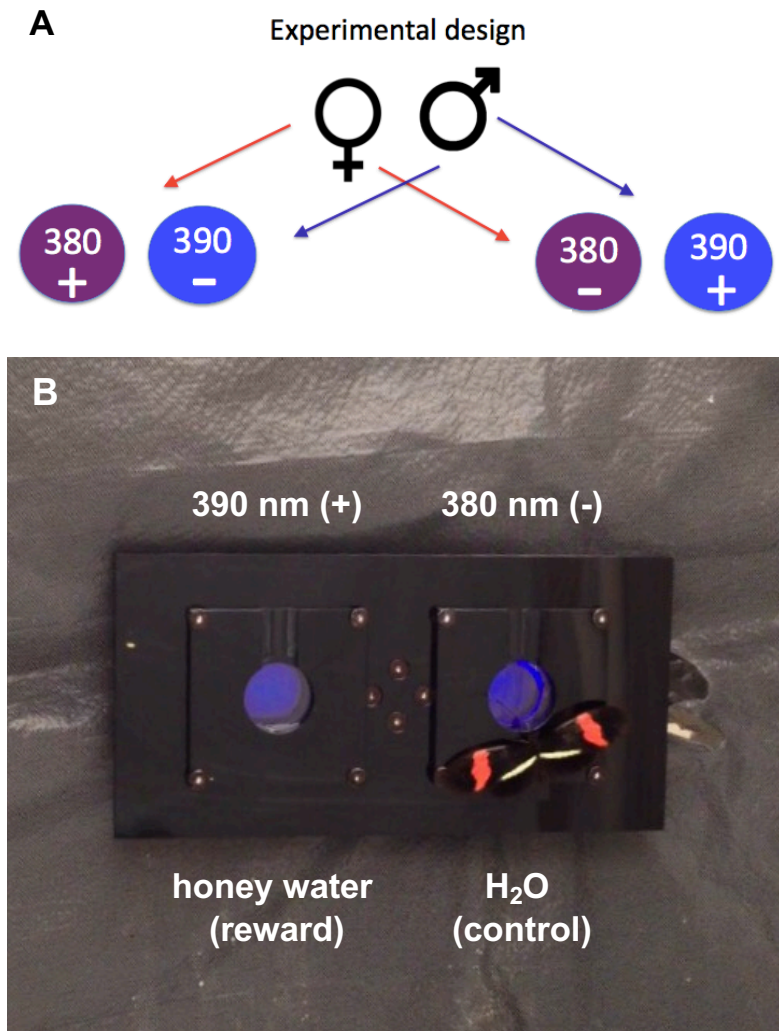 A
Experimental design
380
+
390
−
380
−
390
+
B
390 nm (+) 380 nm (-)
honey water
(reward)
H₂O
(control)